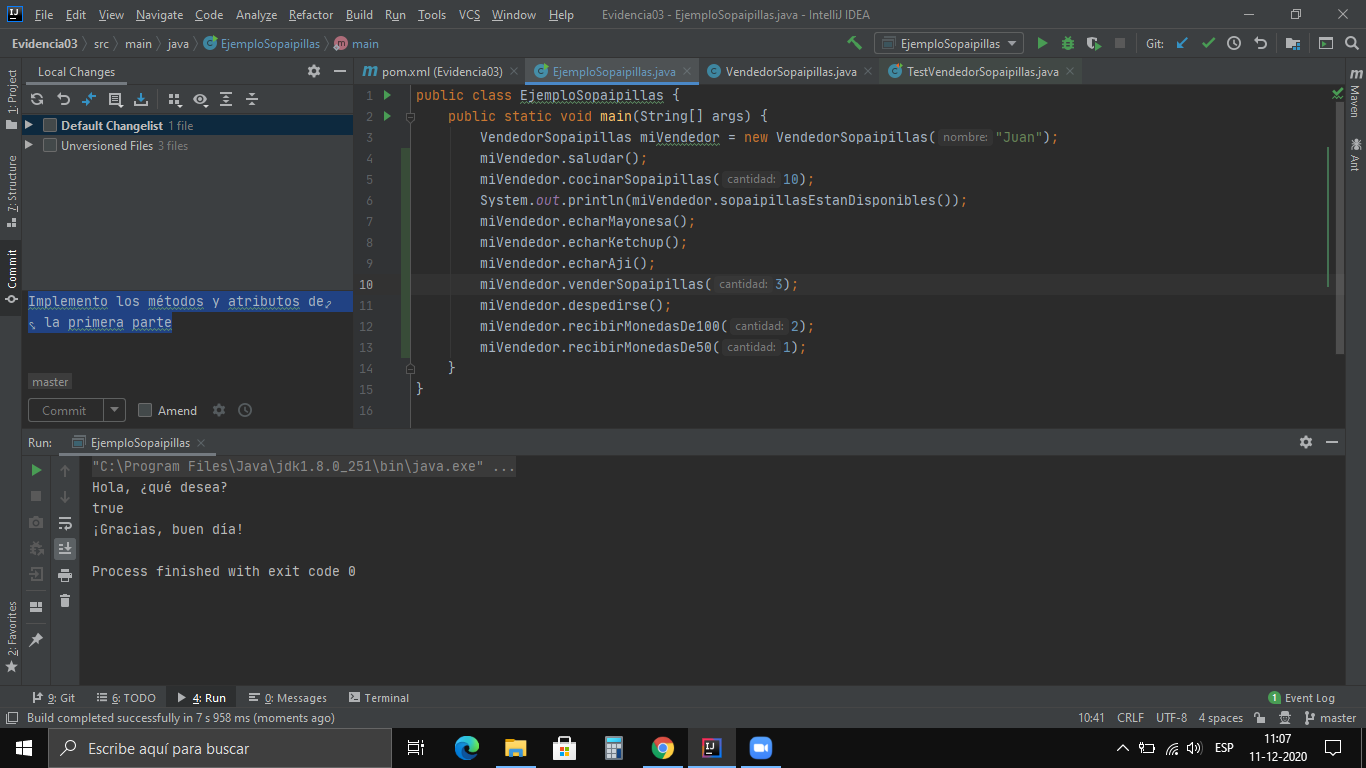 File Edit View Navigate Code Analyze Refactor Build Run Tools VCS Window Help Evidencia03 - EjemploSopaipillas.java - IntelliJ IDEA
Evidencia03 src main java EjemploSopaipillas main EjemploSopaipillas Git:
1: Project
7: Structure
Commit
2: Favorites
Local Changes
Default Changelist 1 file
Unversioned Files 3 files
Implemento los métodos y atributos de
la primera parte
master
Commit Amend
pom.xml (Evidencia03) EjemploSopaipillas.java VendedorSopaipillas.java TestVendedorSopaipillas.java
1 public class EjemploSopaipillas {
2 public static void main(String[] args) {
3 VendedorSopaipillas miVendedor = new VendedorSopaipillas( nombre: "Juan");
4 miVendedor.saludar();
5 miVendedor.cocinarSopaipillas( cantidad: 10);
6 System.out.println(miVendedor.sopaipillasEstanDisponibles());
7 miVendedor.echarMayonesa();
8 miVendedor.echarKetchup();
9 miVendedor.echarAji();
10 miVendedor.venderSopaipillas( cantidad: 3);
11 miVendedor.despedirse();
12 miVendedor.recibirMonedasDe100( cantidad: 2);
13 miVendedor.recibirMonedasDe50( cantidad: 1);
14 }
15 }
16
Maven
Ant
Run: EjemploSopaipillas
"C:\Program Files\Java\jdk1.8.0_251\bin\java.exe" ...
Hola, ¿qué desea?
true
¡Gracias, buen dia!
Process finished with exit code 0
9: Git 6: TODO 4: Run 0: Messages Terminal 1 Event Log
Build completed successfully in 7 s 958 ms (moments ago) 10:41 CRLF UTF-8 4 spaces master
Escribe aquí para buscar ESP 11:07
11-12-2020